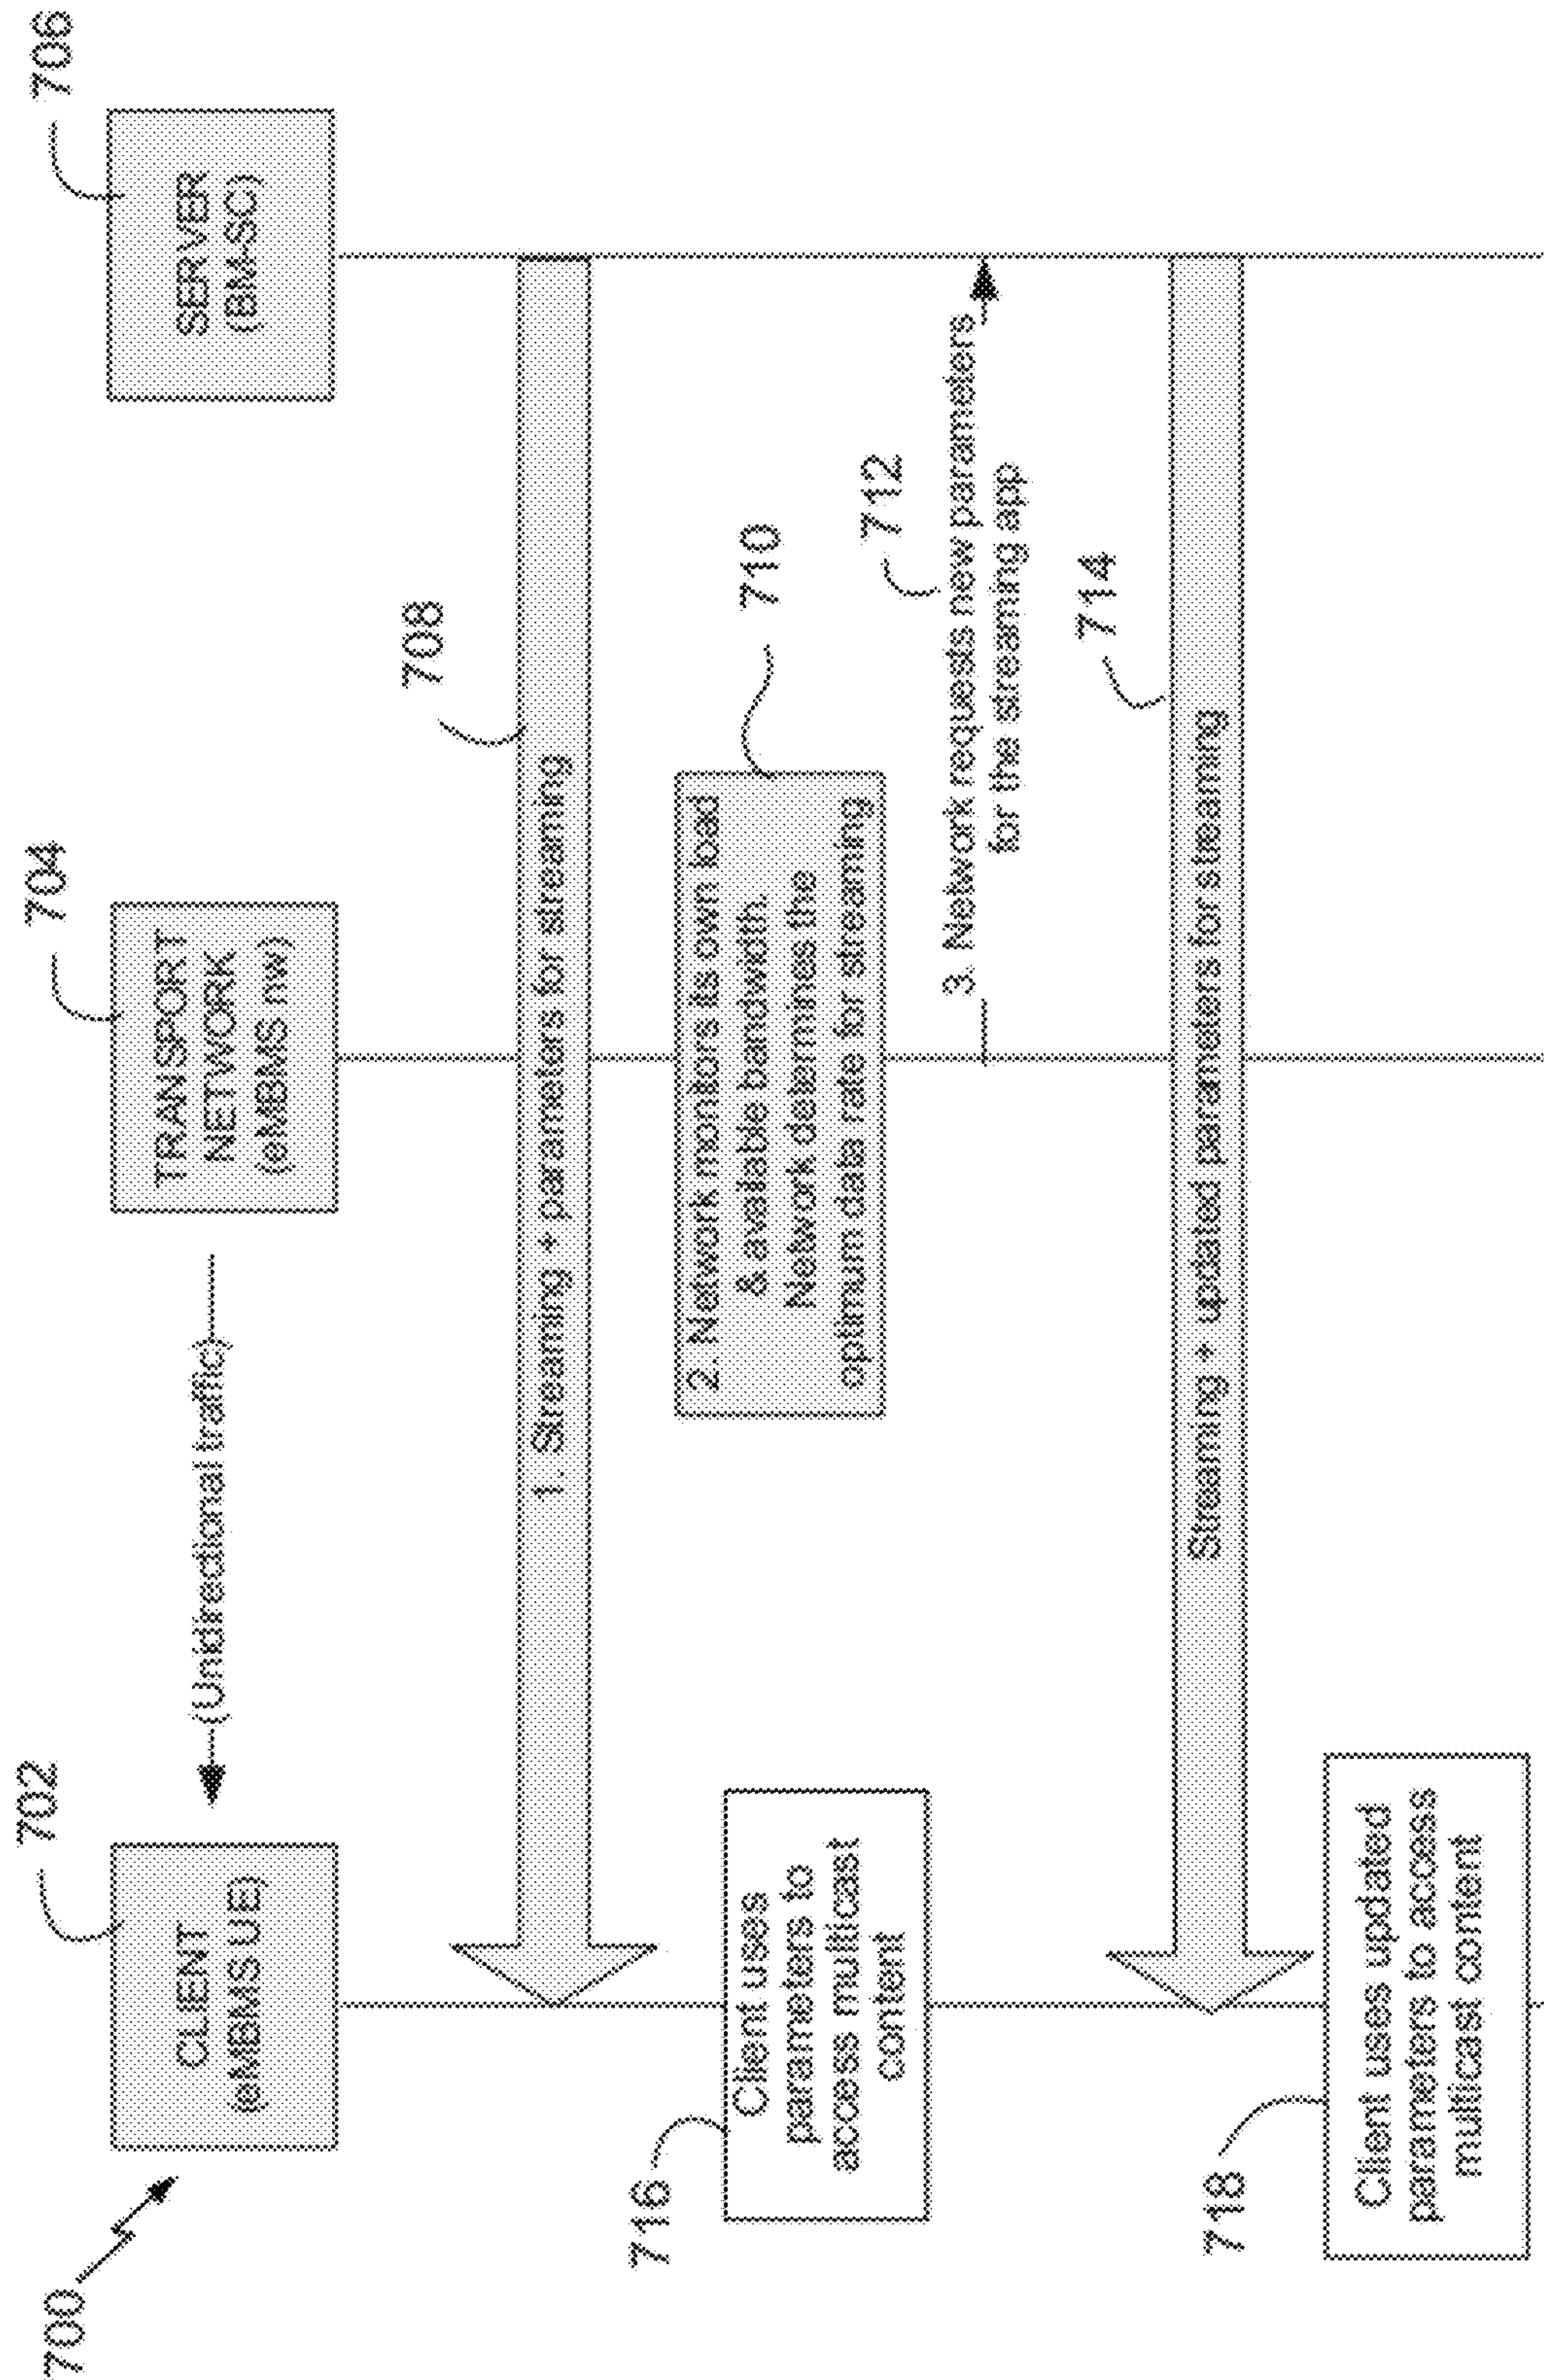 700
702
704
706
CLIENT
(eMBMS UE)
(Unidirectional traffic)
TRANSPORT
NETWORK
(eMBMS nw)
SERVER
(BM-SC)
708
1. Streaming + parameters for streaming
716
Client uses
parameters to
access multicast
content
710
2. Network monitors its own load
& available bandwidth.
Network determines the
optimum data rate for streaming
712
3. Network requests new parameters
for the streaming app
714
Streaming + updated parameters for streaming
718
Client uses updated
parameters to access
multicast content